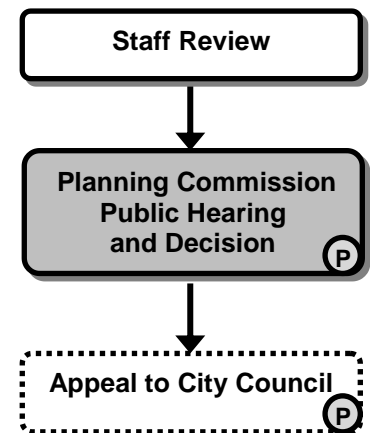 Staff Review
Planning Commission
Public Hearing
and Decision
P
Appeal to City Council
P